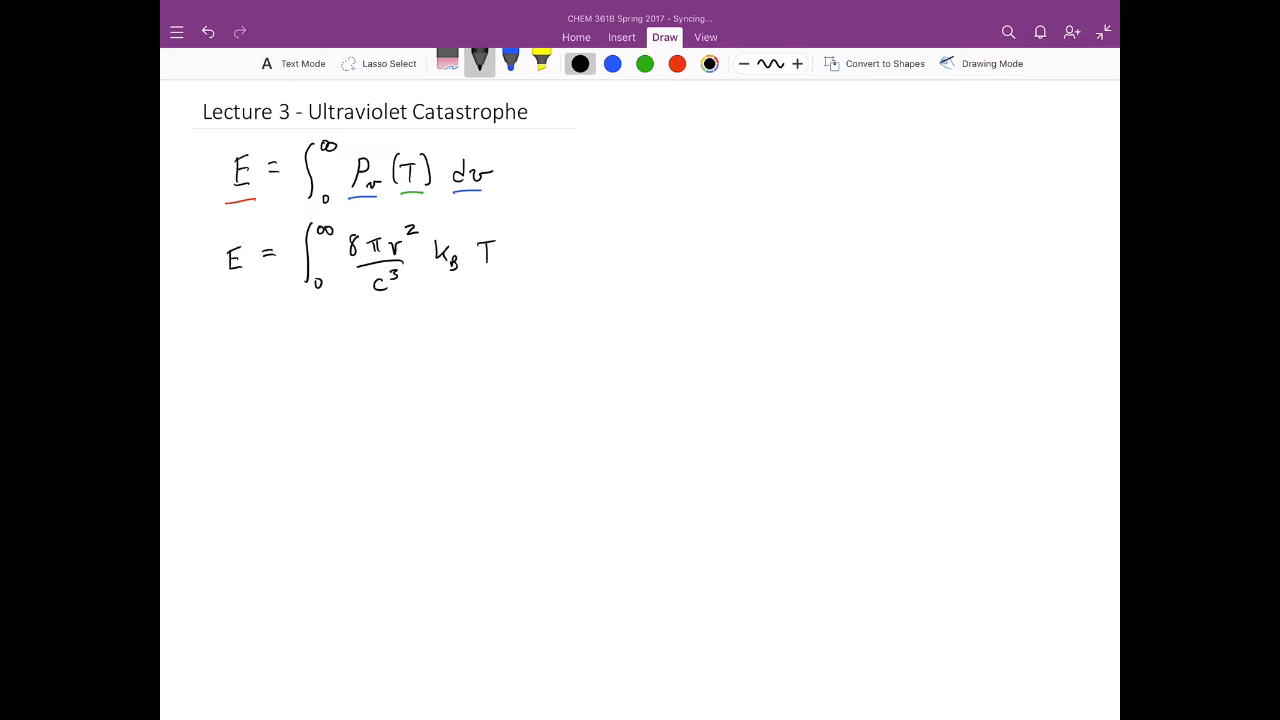 CHEM 361B Spring 2017 - Syncing...
Home Insert Draw View
A Text Mode Lasso Select Convert to Shapes Drawing Mode
Lecture 3 - Ultraviolet Catastrophe
E = ∫₀^∞ ρᵥ (T) dν
E = ∫₀^∞ 8πν²/c³ k_B T